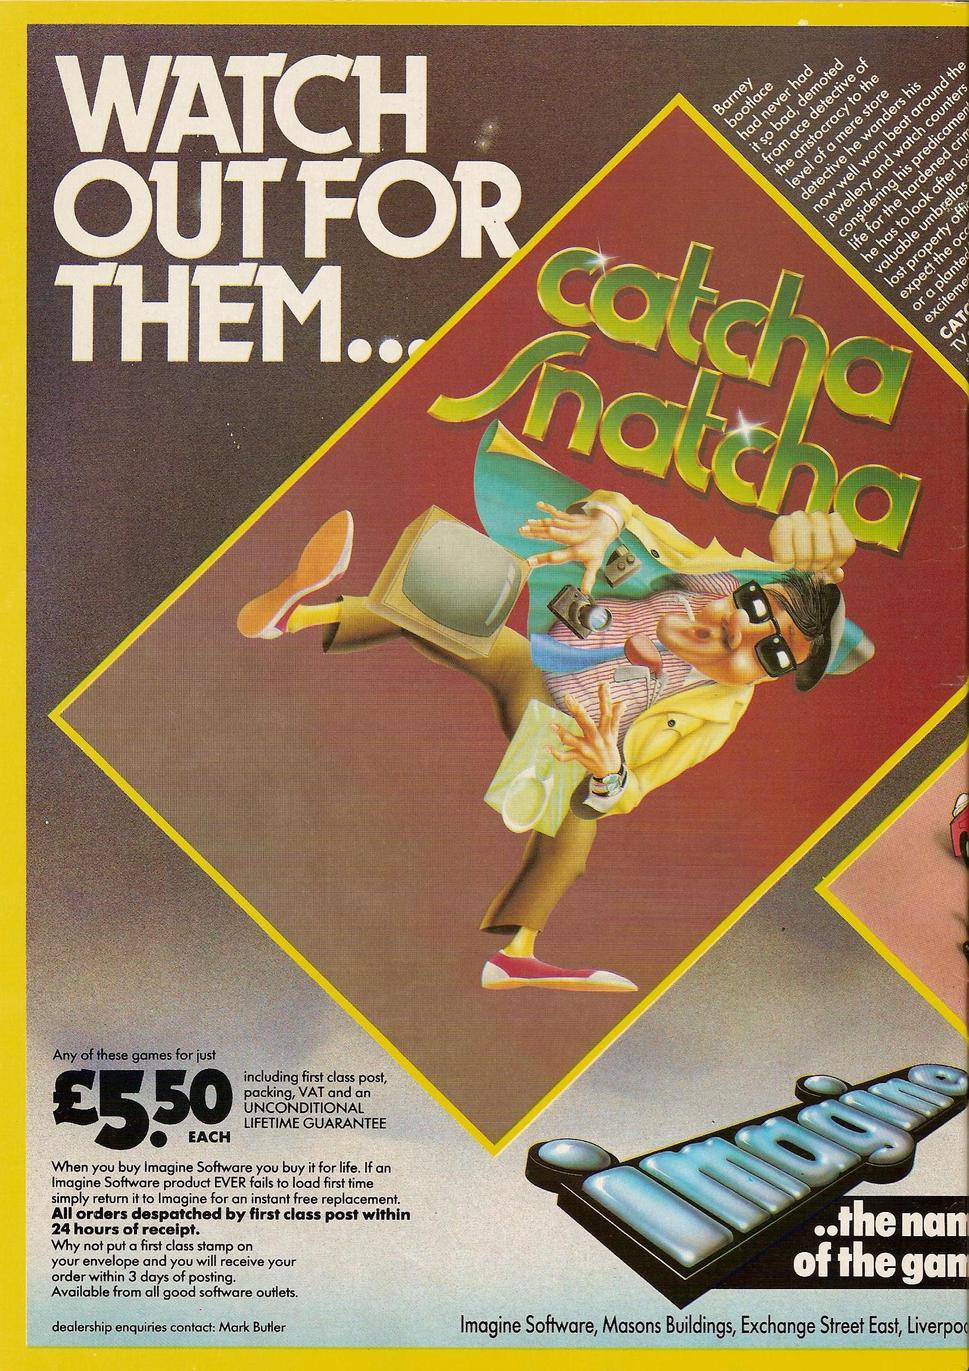 WATCH
OUT FOR
THEM...
Barney
bootlace
had never had
it so bad, demoted
from ace detective of
the aristocracy to the
level of a mere store
detective he wanders his
now well worn beat around the
jewellery and watch counters
considering his predicament
life for the hardened
he has to look after
valuable umbrellas
lost property
expect the
or a planted
catcha
snatcha
Any of these games for just
£5.50
EACH
including first class post,
packing, VAT and an
UNCONDITIONAL
LIFETIME GUARANTEE
When you buy Imagine Software you buy it for life. If an
Imagine Software product EVER fails to load first time
simply return it to Imagine for an instant free replacement.
All orders despatched by first class post within
24 hours of receipt.
Why not put a first class stamp on
your envelope and you will receive your
order within 3 days of posting.
Available from all good software outlets.
dealership enquiries contact: Mark Butler
imagine
..the nam
of the gam
Imagine Software, Masons Buildings, Exchange Street East, Liverpoo